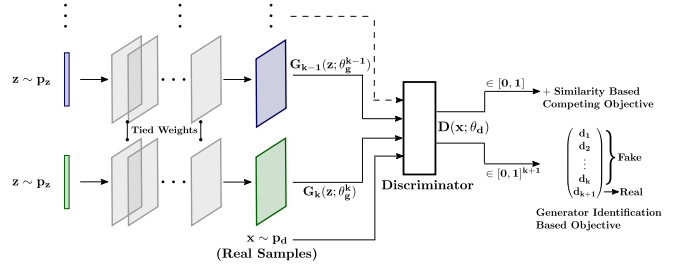 z ∼ p_z
G_{k−1}(z; θ_g^{k−1})
∈ [0, 1]
+ Similarity Based
Competing Objective
Tied Weights
D(x; θ_d)
z ∼ p_z
G_k(z; θ_g^k)
Discriminator
∈ [0, 1]^{k+1}
d_1
d_2
⋮
d_k
d_{k+1}
Fake
Real
x ∼ p_d
(Real Samples)
Generator Identification
Based Objective